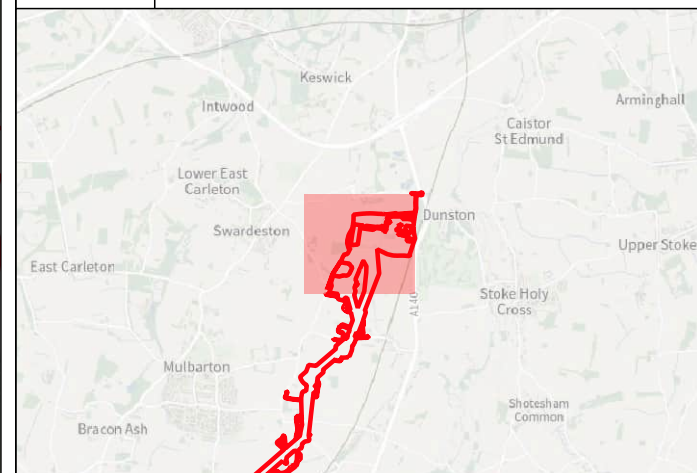 Keswick
Intwood
Arminghall
Caistor
St Edmund
Lower East
Carleton
Dunston
Swardeston
Upper Stoke
East Carleton
Stoke Holy
Cross
A140
Mulbarton
Shotesham
Common
Bracon Ash